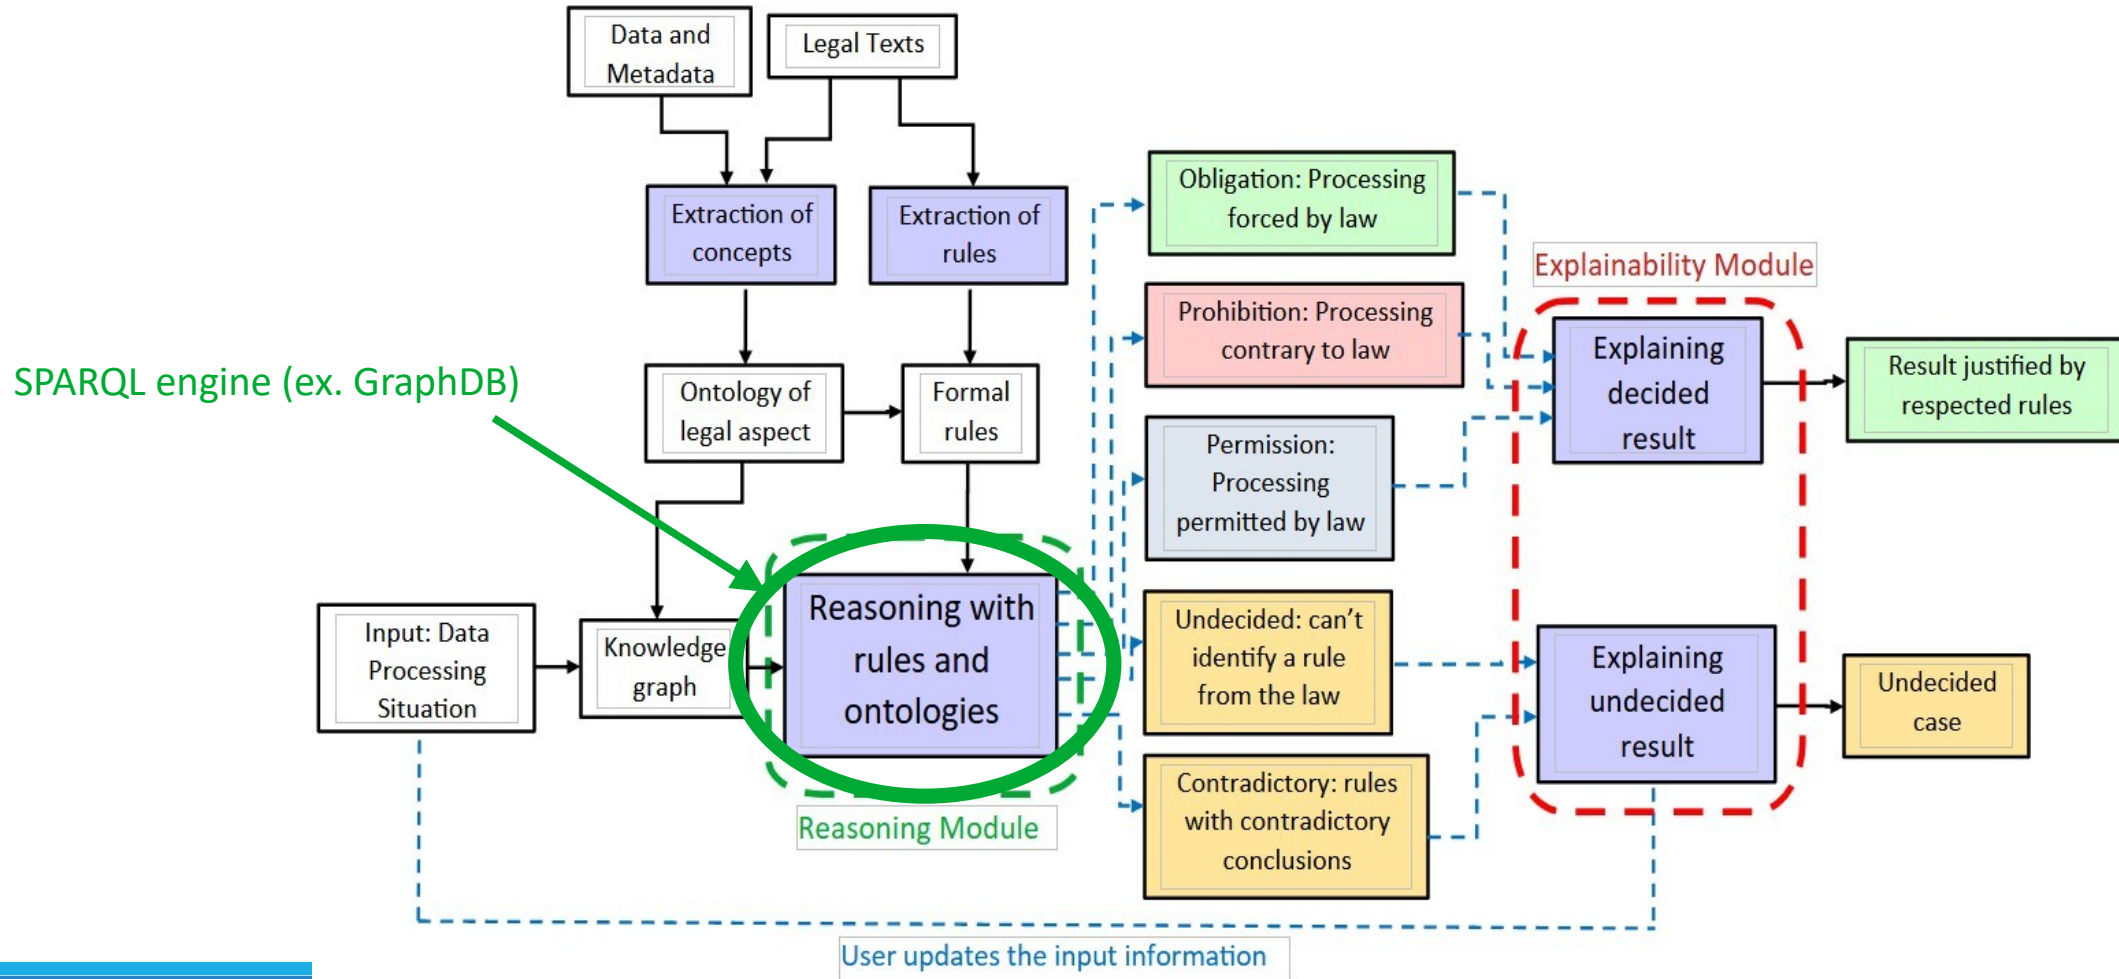 Data and
Metadata
Legal Texts
Extraction of
concepts
Extraction of
rules
Obligation: Processing
forced by law
Explainability Module
Prohibition: Processing
contrary to law
Explaining
decided
result
Result justified by
respected rules
SPARQL engine (ex. GraphDB)
Ontology of
legal aspect
Formal
rules
Permission:
Processing
permitted by law
Input: Data
Processing
Situation
Knowledge
graph
Reasoning with
rules and
ontologies
Undecided: can’t
identify a rule
from the law
Explaining
undecided
result
Undecided
case
Contradictory: rules
with contradictory
conclusions
Reasoning Module
User updates the input information